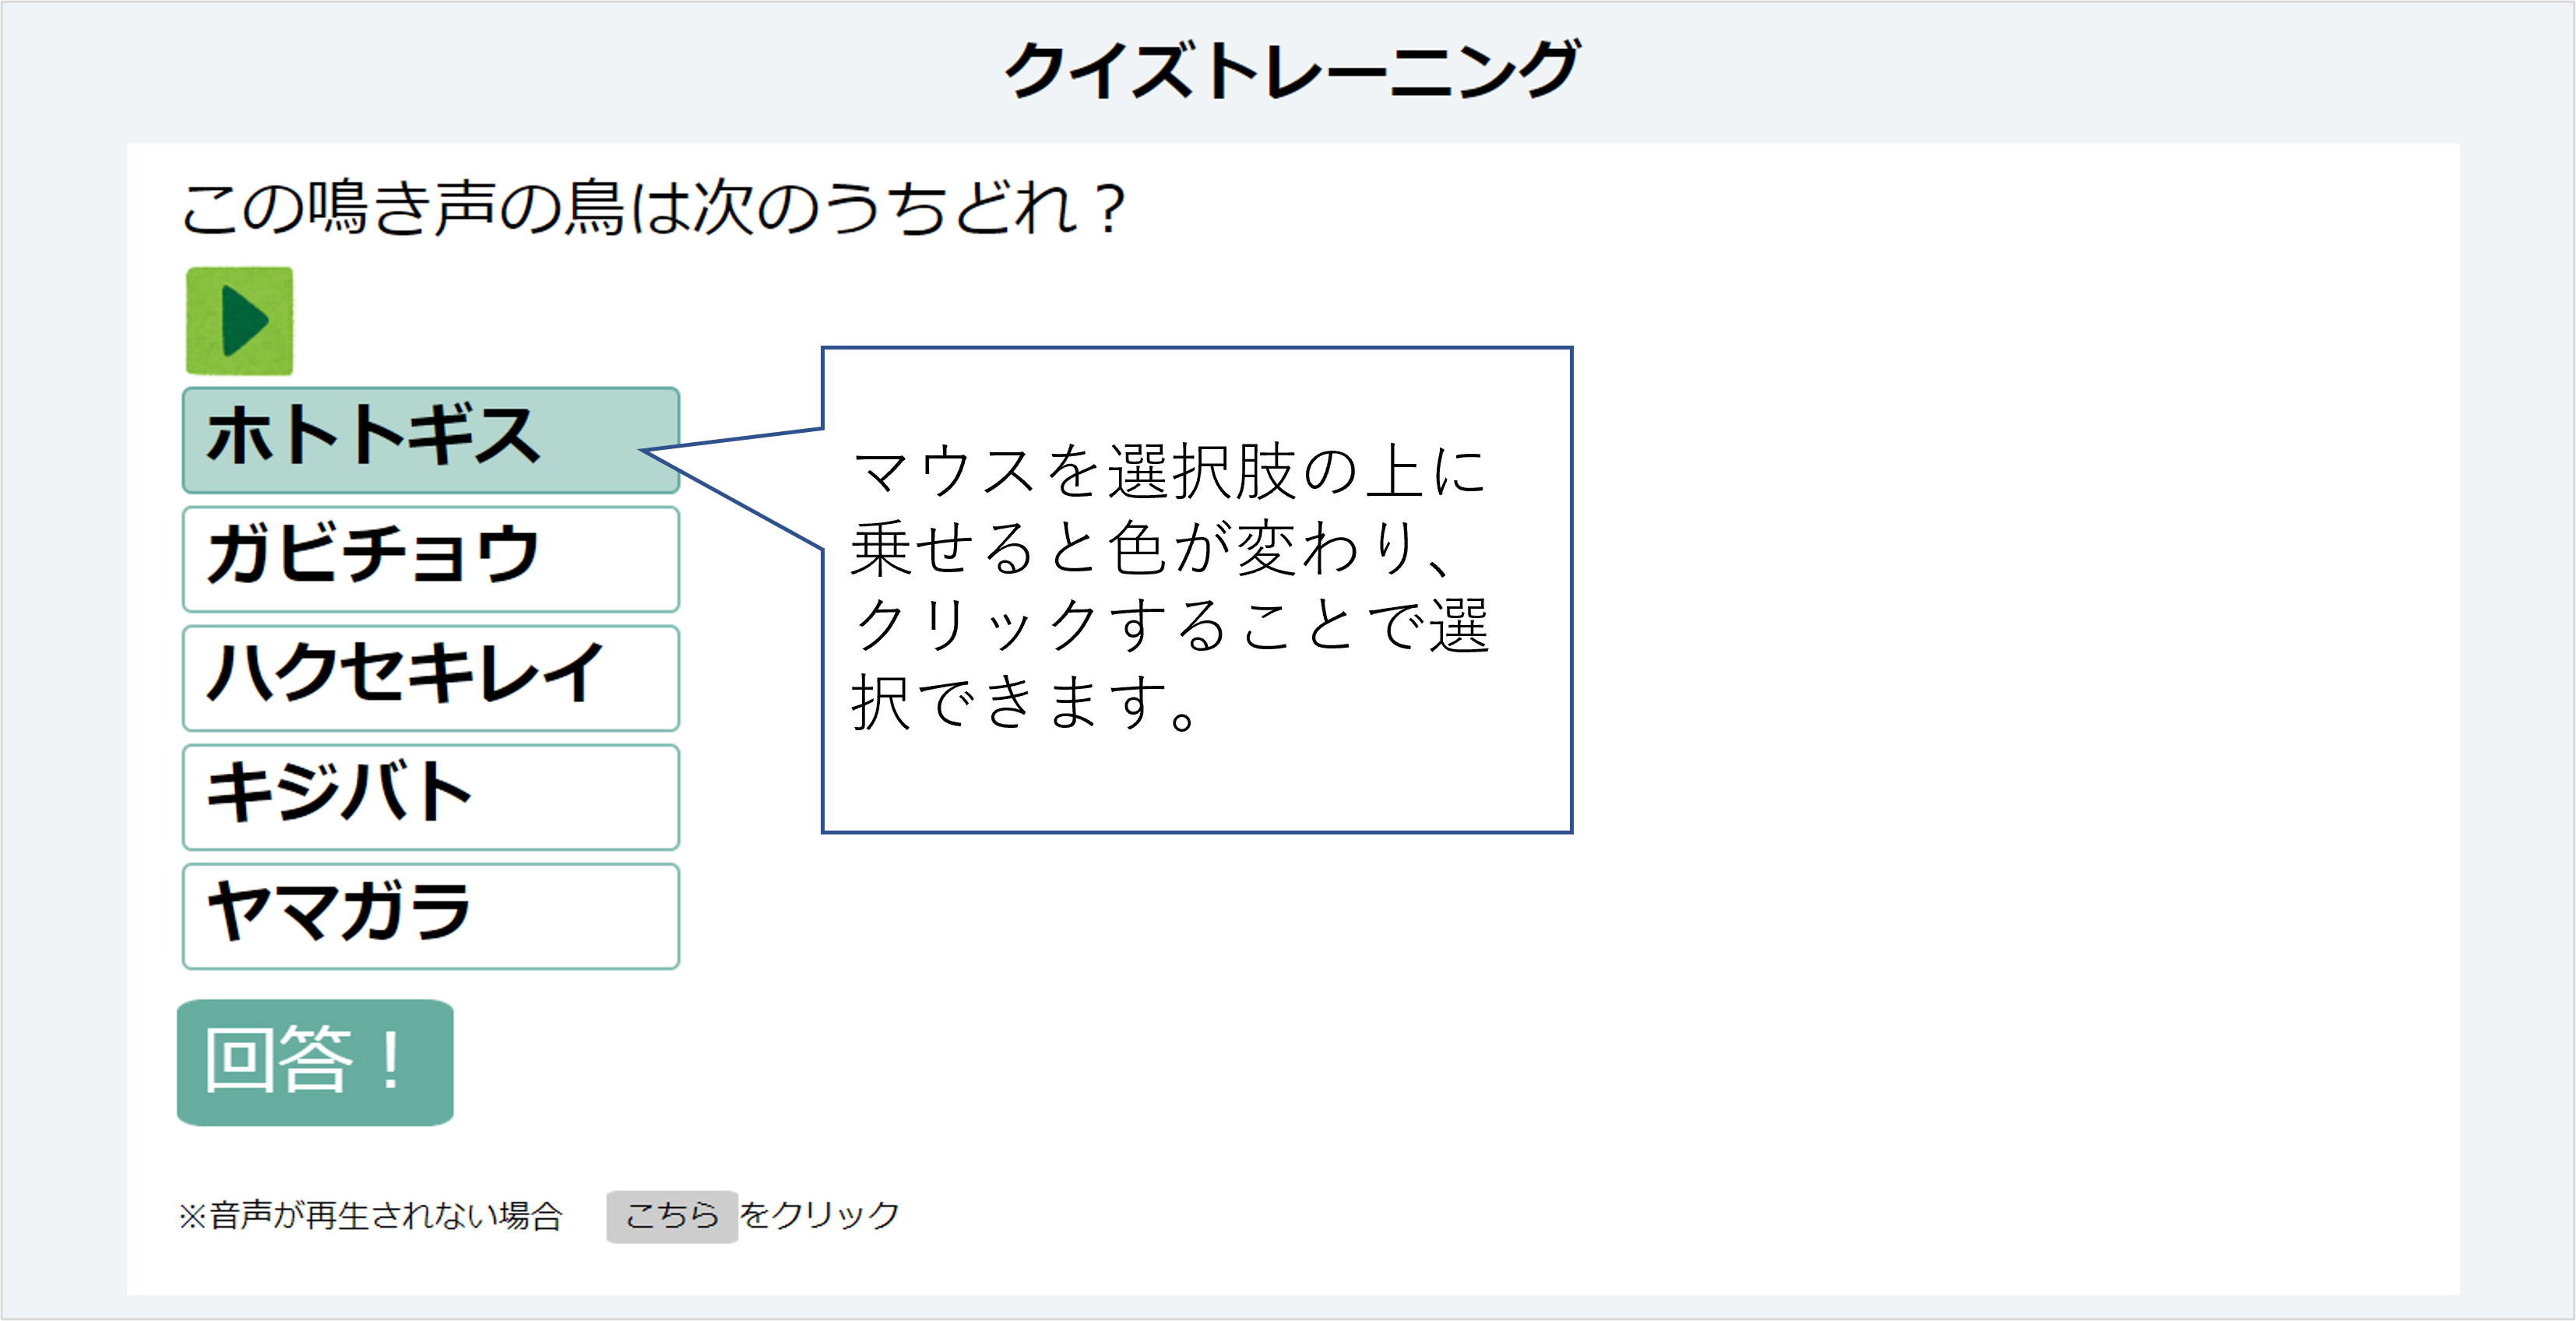 クイズトレーニング
この鳴き声の鳥は次のうちどれ？
ホトトギス
ガビチョウ
ハクセキレイ
キジバト
ヤマガラ
マウスを選択肢の上に
乗せると色が変わり、
クリックすることで選
択できます。
回答！
※音声が再生されない場合　こちらをクリック